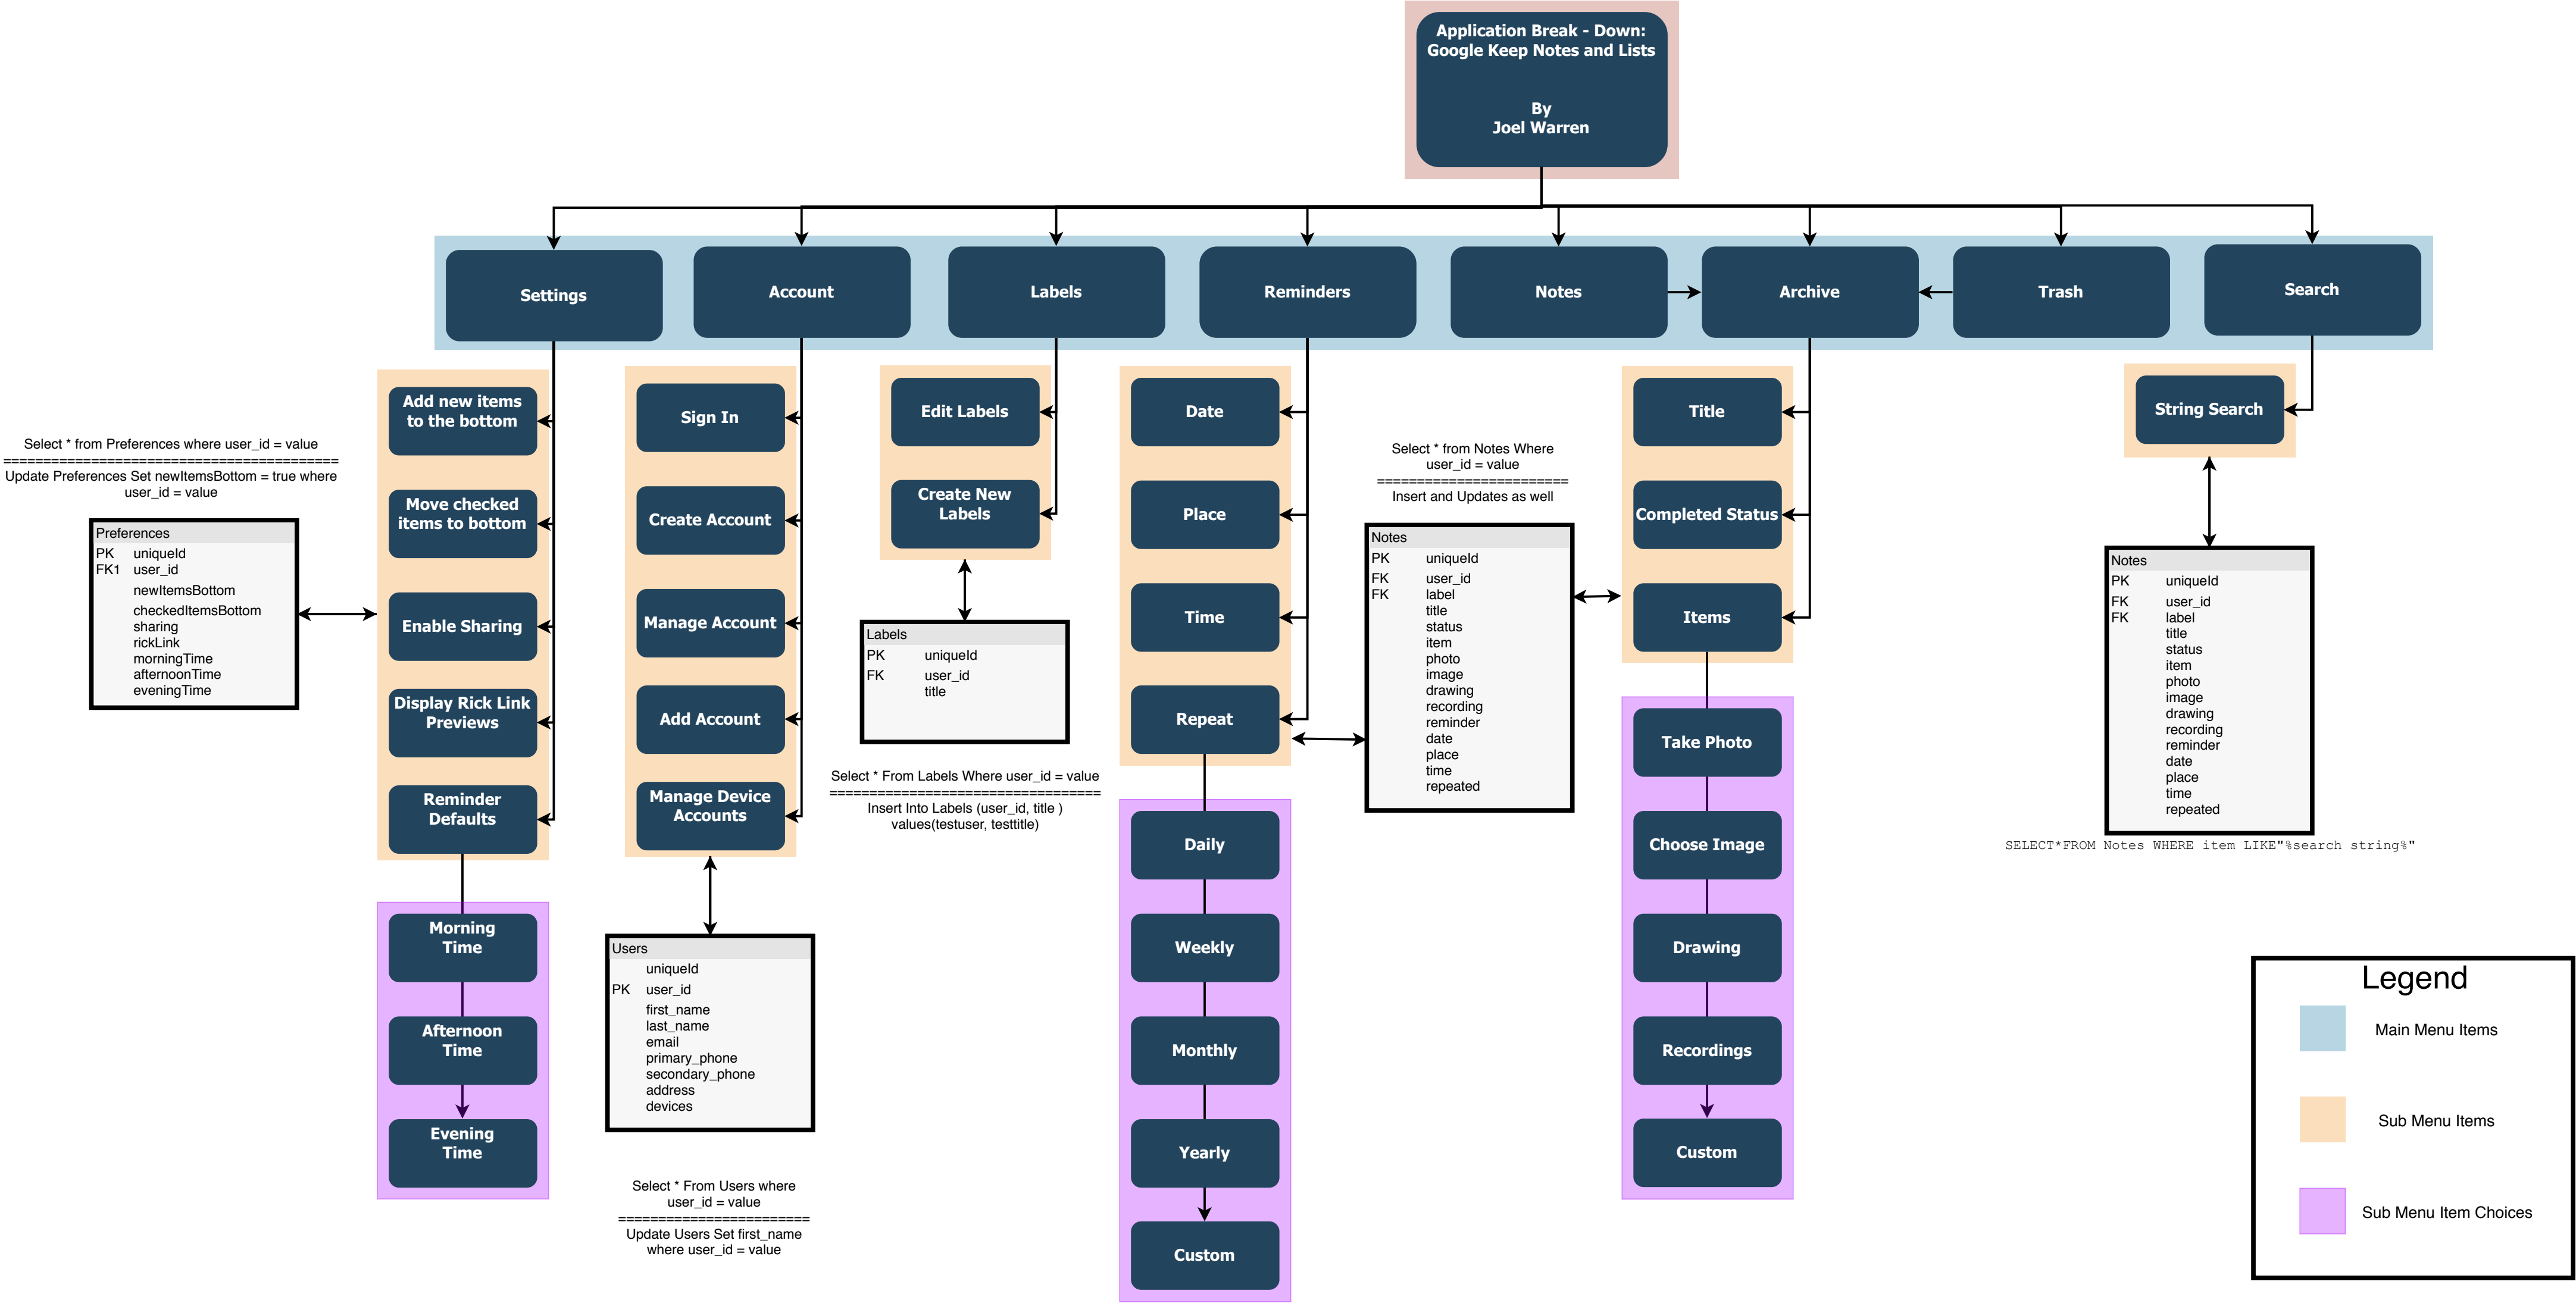 Application Break - Down:
Google Keep Notes and Lists
By
Joel Warren
Settings
Account
Labels
Reminders
Notes
Archive
Trash
Search
Select * from Preferences where user_id = value
==========================================
Update Preferences Set newItemsBottom = true where
user_id = value
Preferences
PK uniqueId
FK1 user_id
newItemsBottom
checkedItemsBottom
sharing
rickLink
morningTime
afternoonTime
eveningTime
Add new items
to the bottom
Move checked
items to bottom
Enable Sharing
Display Rick Link
Previews
Reminder
Defaults
Morning
Time
Afternoon
Time
Evening
Time
Sign In
Create Account
Manage Account
Add Account
Manage Device
Accounts
Users
uniqueId
PK user_id
first_name
last_name
email
primary_phone
secondary_phone
address
devices
Select * From Users where
user_id = value
========================
Update Users Set first_name
where user_id = value
Edit Labels
Create New
Labels
Labels
PK uniqueId
FK user_id
title
Select * From Labels Where user_id = value
==================================
Insert Into Labels (user_id, title )
values(testuser, testtitle)
Date
Place
Time
Repeat
Daily
Weekly
Monthly
Yearly
Custom
Select * from Notes Where
user_id = value
========================
Insert and Updates as well
Notes
PK uniqueId
FK user_id
FK label
title
status
item
photo
image
drawing
recording
reminder
date
place
time
repeated
Title
Completed Status
Items
Take Photo
Choose Image
Drawing
Recordings
Custom
String Search
Notes
PK uniqueId
FK user_id
FK label
title
status
item
photo
image
drawing
recording
reminder
date
place
time
repeated
SELECT*FROM Notes WHERE item LIKE"%search string%"
Legend
Main Menu Items
Sub Menu Items
Sub Menu Item Choices